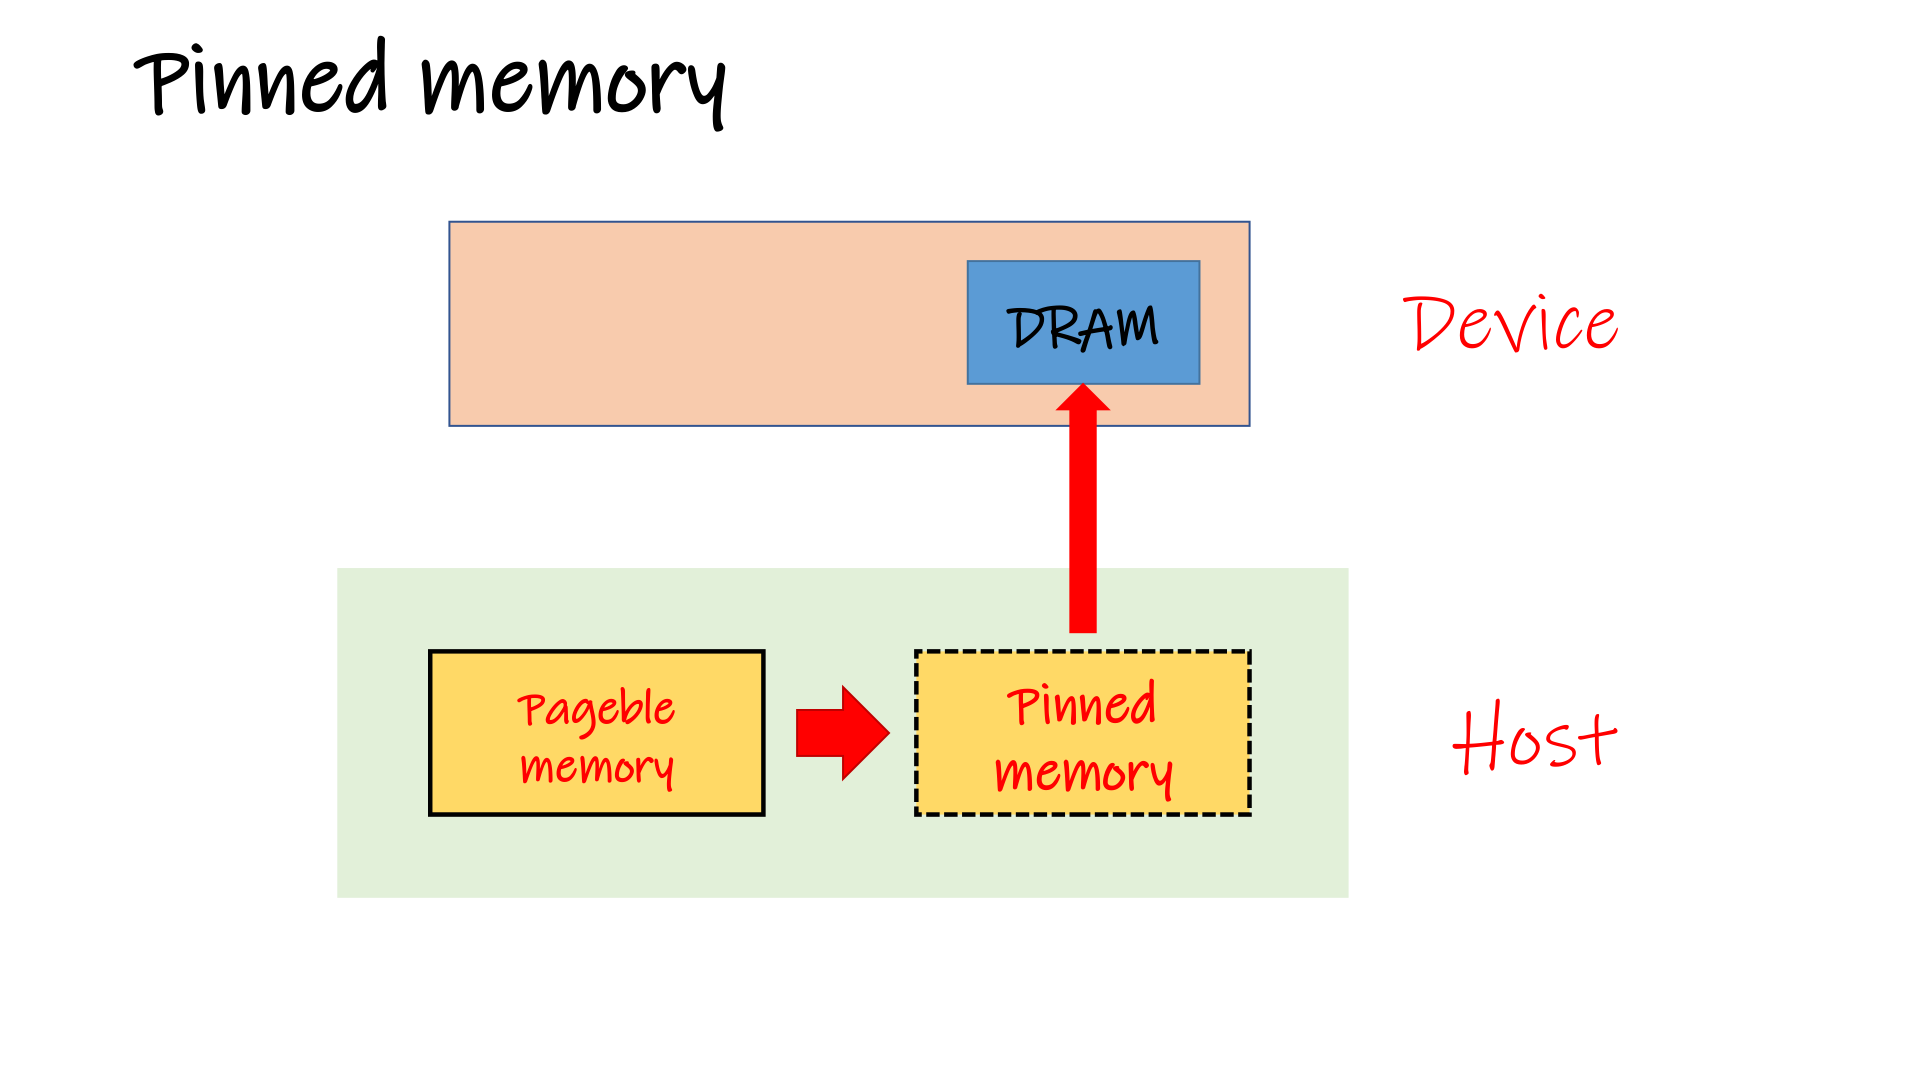 Pinned memory
DRAM
Device
Pageble
memory
Pinned
memory
Host